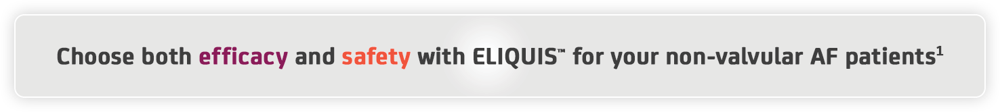 Choose both efficacy and safety with ELIQUIS™ for your non-valvular AF patients¹